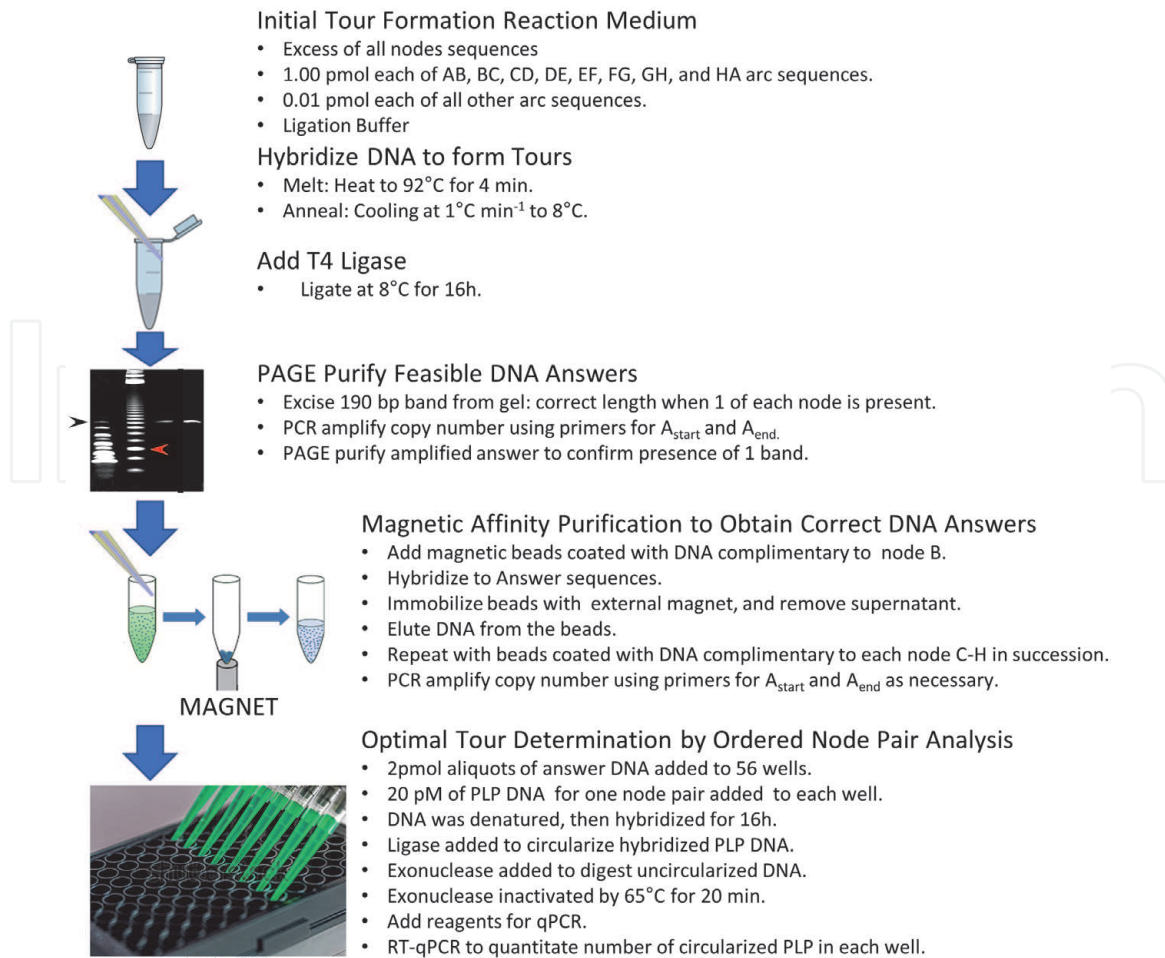 Initial Tour Formation Reaction Medium
• Excess of all nodes sequences
• 1.00 pmol each of AB, BC, CD, DE, EF, FG, GH, and HA arc sequences.
• 0.01 pmol each of all other arc sequences.
• Ligation Buffer
Hybridize DNA to form Tours
• Melt: Heat to 92°C for 4 min.
• Anneal: Cooling at 1°C min-1 to 8°C.
Add T4 Ligase
• Ligate at 8°C for 16h.
PAGE Purify Feasible DNA Answers
• Excise 190 bp band from gel: correct length when 1 of each node is present.
• PCR amplify copy number using primers for Astart and Aend.
• PAGE purify amplified answer to confirm presence of 1 band.
Magnetic Affinity Purification to Obtain Correct DNA Answers
• Add magnetic beads coated with DNA complimentary to node B.
• Hybridize to Answer sequences.
• Immobilize beads with external magnet, and remove supernatant.
• Elute DNA from the beads.
• Repeat with beads coated with DNA complimentary to each node C-H in succession.
• PCR amplify copy number using primers for Astart and Aend as necessary.
MAGNET
Optimal Tour Determination by Ordered Node Pair Analysis
• 2pmol aliquots of answer DNA added to 56 wells.
• 20 pM of PLP DNA for one node pair added to each well.
• DNA was denatured, then hybridized for 16h.
• Ligase added to circularize hybridized PLP DNA.
• Exonuclease added to digest uncircularized DNA.
• Exonuclease inactivated by 65°C for 20 min.
• Add reagents for qPCR.
• RT-qPCR to quantitate number of circularized PLP in each well.